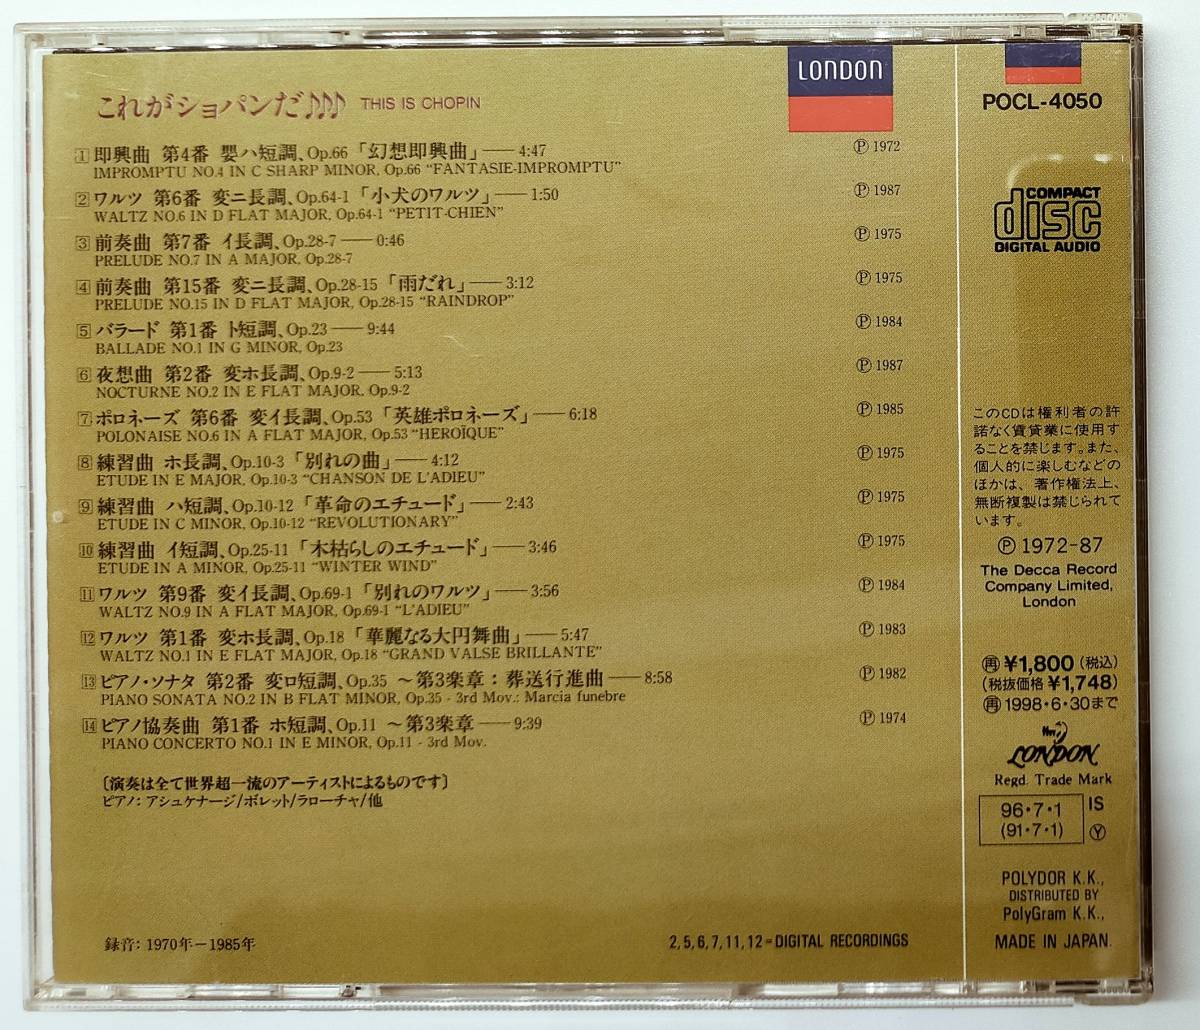 これがショパンだ♪♪♪ THIS IS CHOPIN
1 即興曲 第4番 嬰ハ短調、Op.66「幻想即興曲」——4:47 Ⓟ 1972
IMPROMPTU NO.4 IN C SHARP MINOR, Op.66 “FANTASIE-IMPROMPTU”
2 ワルツ 第6番 変ニ長調、Op.64-1「小犬のワルツ」——1:50 Ⓟ 1987
WALTZ NO.6 IN D FLAT MAJOR, Op.64-1 “PETIT-CHIEN”
3 前奏曲 第7番 イ長調、Op.28-7——0:46 Ⓟ 1975
PRELUDE NO.7 IN A MAJOR, Op.28-7
4 前奏曲 第15番 変ニ長調、Op.28-15「雨だれ」——3:12 Ⓟ 1975
PRELUDE NO.15 IN D FLAT MAJOR, Op.28-15 “RAINDROP”
5 バラード 第1番 ト短調、Op.23——9:44 Ⓟ 1984
BALLADE NO.1 IN G MINOR, Op.23
6 夜想曲 第2番 変ホ長調、Op.9-2——5:13 Ⓟ 1987
NOCTURNE NO.2 IN E FLAT MAJOR, Op.9-2
7 ポロネーズ 第6番 変イ長調、Op.53「英雄ポロネーズ」——6:18 Ⓟ 1985
POLONAISE NO.6 IN A FLAT MAJOR, Op.53 “HEROÏQUE”
8 練習曲 ホ長調、Op.10-3「別れの曲」——4:12 Ⓟ 1975
ETUDE IN E MAJOR, Op.10-3 “CHANSON DE L'ADIEU”
9 練習曲 ハ短調、Op.10-12「革命のエチュード」——2:43 Ⓟ 1975
ETUDE IN C MINOR, Op.10-12 “REVOLUTIONARY”
10 練習曲 イ短調、Op.25-11「木枯らしのエチュード」——3:46 Ⓟ 1975
ETUDE IN A MINOR, Op.25-11 “WINTER WIND”
11 ワルツ 第9番 変イ長調、Op.69-1「別れのワルツ」——3:56 Ⓟ 1984
WALTZ NO.9 IN A FLAT MAJOR, Op.69-1 “L'ADIEU”
12 ワルツ 第1番 変ホ長調、Op.18「華麗なる大円舞曲」——5:47 Ⓟ 1983
WALTZ NO.1 IN E FLAT MAJOR, Op.18 “GRAND VALSE BRILLANTE”
13 ピアノ・ソナタ 第2番 変ロ短調、Op.35 〜第3楽章：葬送行進曲——8:58 Ⓟ 1982
PIANO SONATA NO.2 IN B FLAT MINOR, Op.35 - 3rd Mov.: Marcia funebre
14 ピアノ協奏曲 第1番 ホ短調、Op.11 〜第3楽章——9:39 Ⓟ 1974
PIANO CONCERTO NO.1 IN E MINOR, Op.11 - 3rd Mov.
〔演奏は全て世界超一流のアーティストによるものです〕
ピアノ：アシュケナージ/ボレット/ラローチャ/他
録音：1970年－1985年
2,5,6,7,11,12=DIGITAL RECORDINGS
LONDON
POCL-4050
COMPACT
disc
DIGITAL AUDIO
このCDは権利者の許
諾なく賃貸業に使用す
ることを禁じます。また、
個人的に楽しむなどの
ほかは、著作権法上、
無断複製は禁じられて
います。
Ⓟ 1972-87
The Decca Record
Company Limited,
London
再 ¥1,800(税込)
(税抜価格¥1,748)
再 1998・6・30まで
LONDON
Regd. Trade Mark
96・7・1 IS
(91・7・1) Ⓨ
POLYDOR K.K.,
DISTRIBUTED BY
PolyGram K.K.,
MADE IN JAPAN.